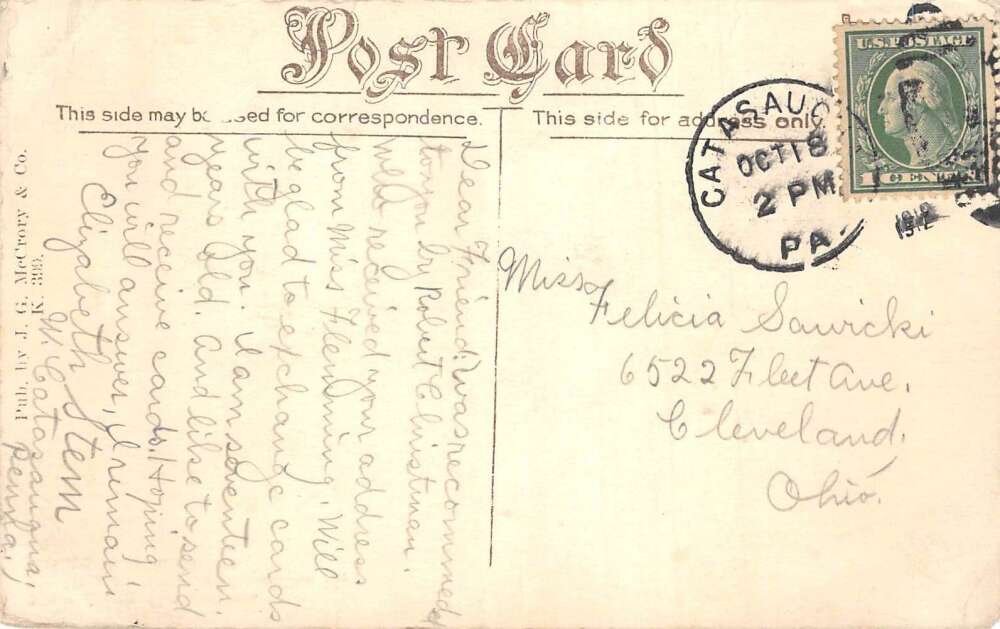 Post Card
This side may be used for correspondence.
This side for address only
CATASAUQ
OCT 18
2 PM
PA.
1912
U.S. POSTAGE
1 CENT
Pub. by J. G. McCrory & Co.
K. 399.
Dear Friend: I was recommended
to you by Robert Christman.
Will received your address
from Miss Flemming. Will
be glad to exchange cards
with you. I am seventeen
years old. And like to send
and receive cards. Hoping
you will answer, I remain
Elizabeth Stem
W. Catasauqua,
Penna.
Miss
Felicia Sawicki
6522 Fleet Ave.
Cleveland,
Ohio.